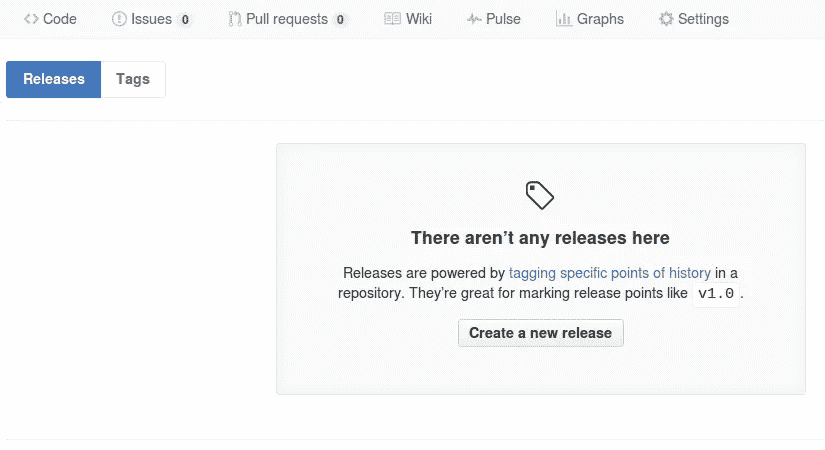 Code Issues 0 Pull requests 0 Wiki Pulse Graphs Settings
Releases Tags
There aren’t any releases here
Releases are powered by tagging specific points of history in a
repository. They’re great for marking release points like v1.0.
Create a new release